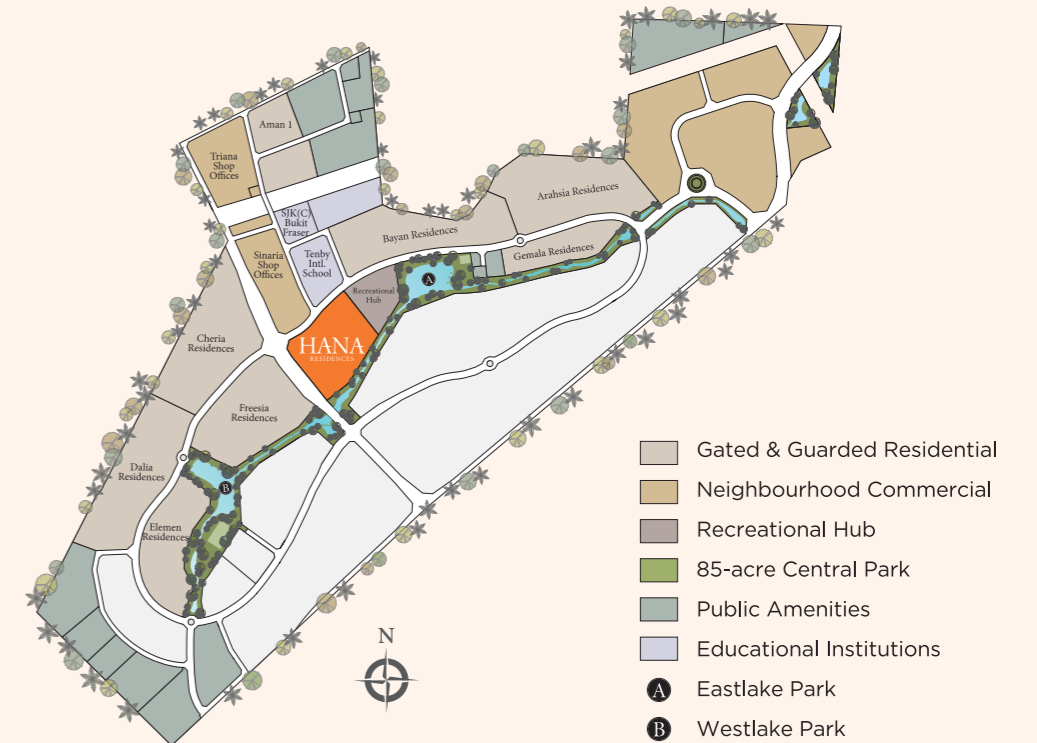 Aman 1
Triana
Shop
Offices
SJK(C)
Bukit
Fraser
Tenby
Intl.
School
Sinaria
Shop
Offices
Arahsia Residences
Bayan Residences
Gemala Residences
A
Recreational
Hub
HANA
RESIDENCES
Cheria
Residences
Freesia
Residences
Dalia
Residences
B
Elemen
Residences
N
Gated & Guarded Residential
Neighbourhood Commercial
Recreational Hub
85-acre Central Park
Public Amenities
Educational Institutions
A Eastlake Park
B Westlake Park